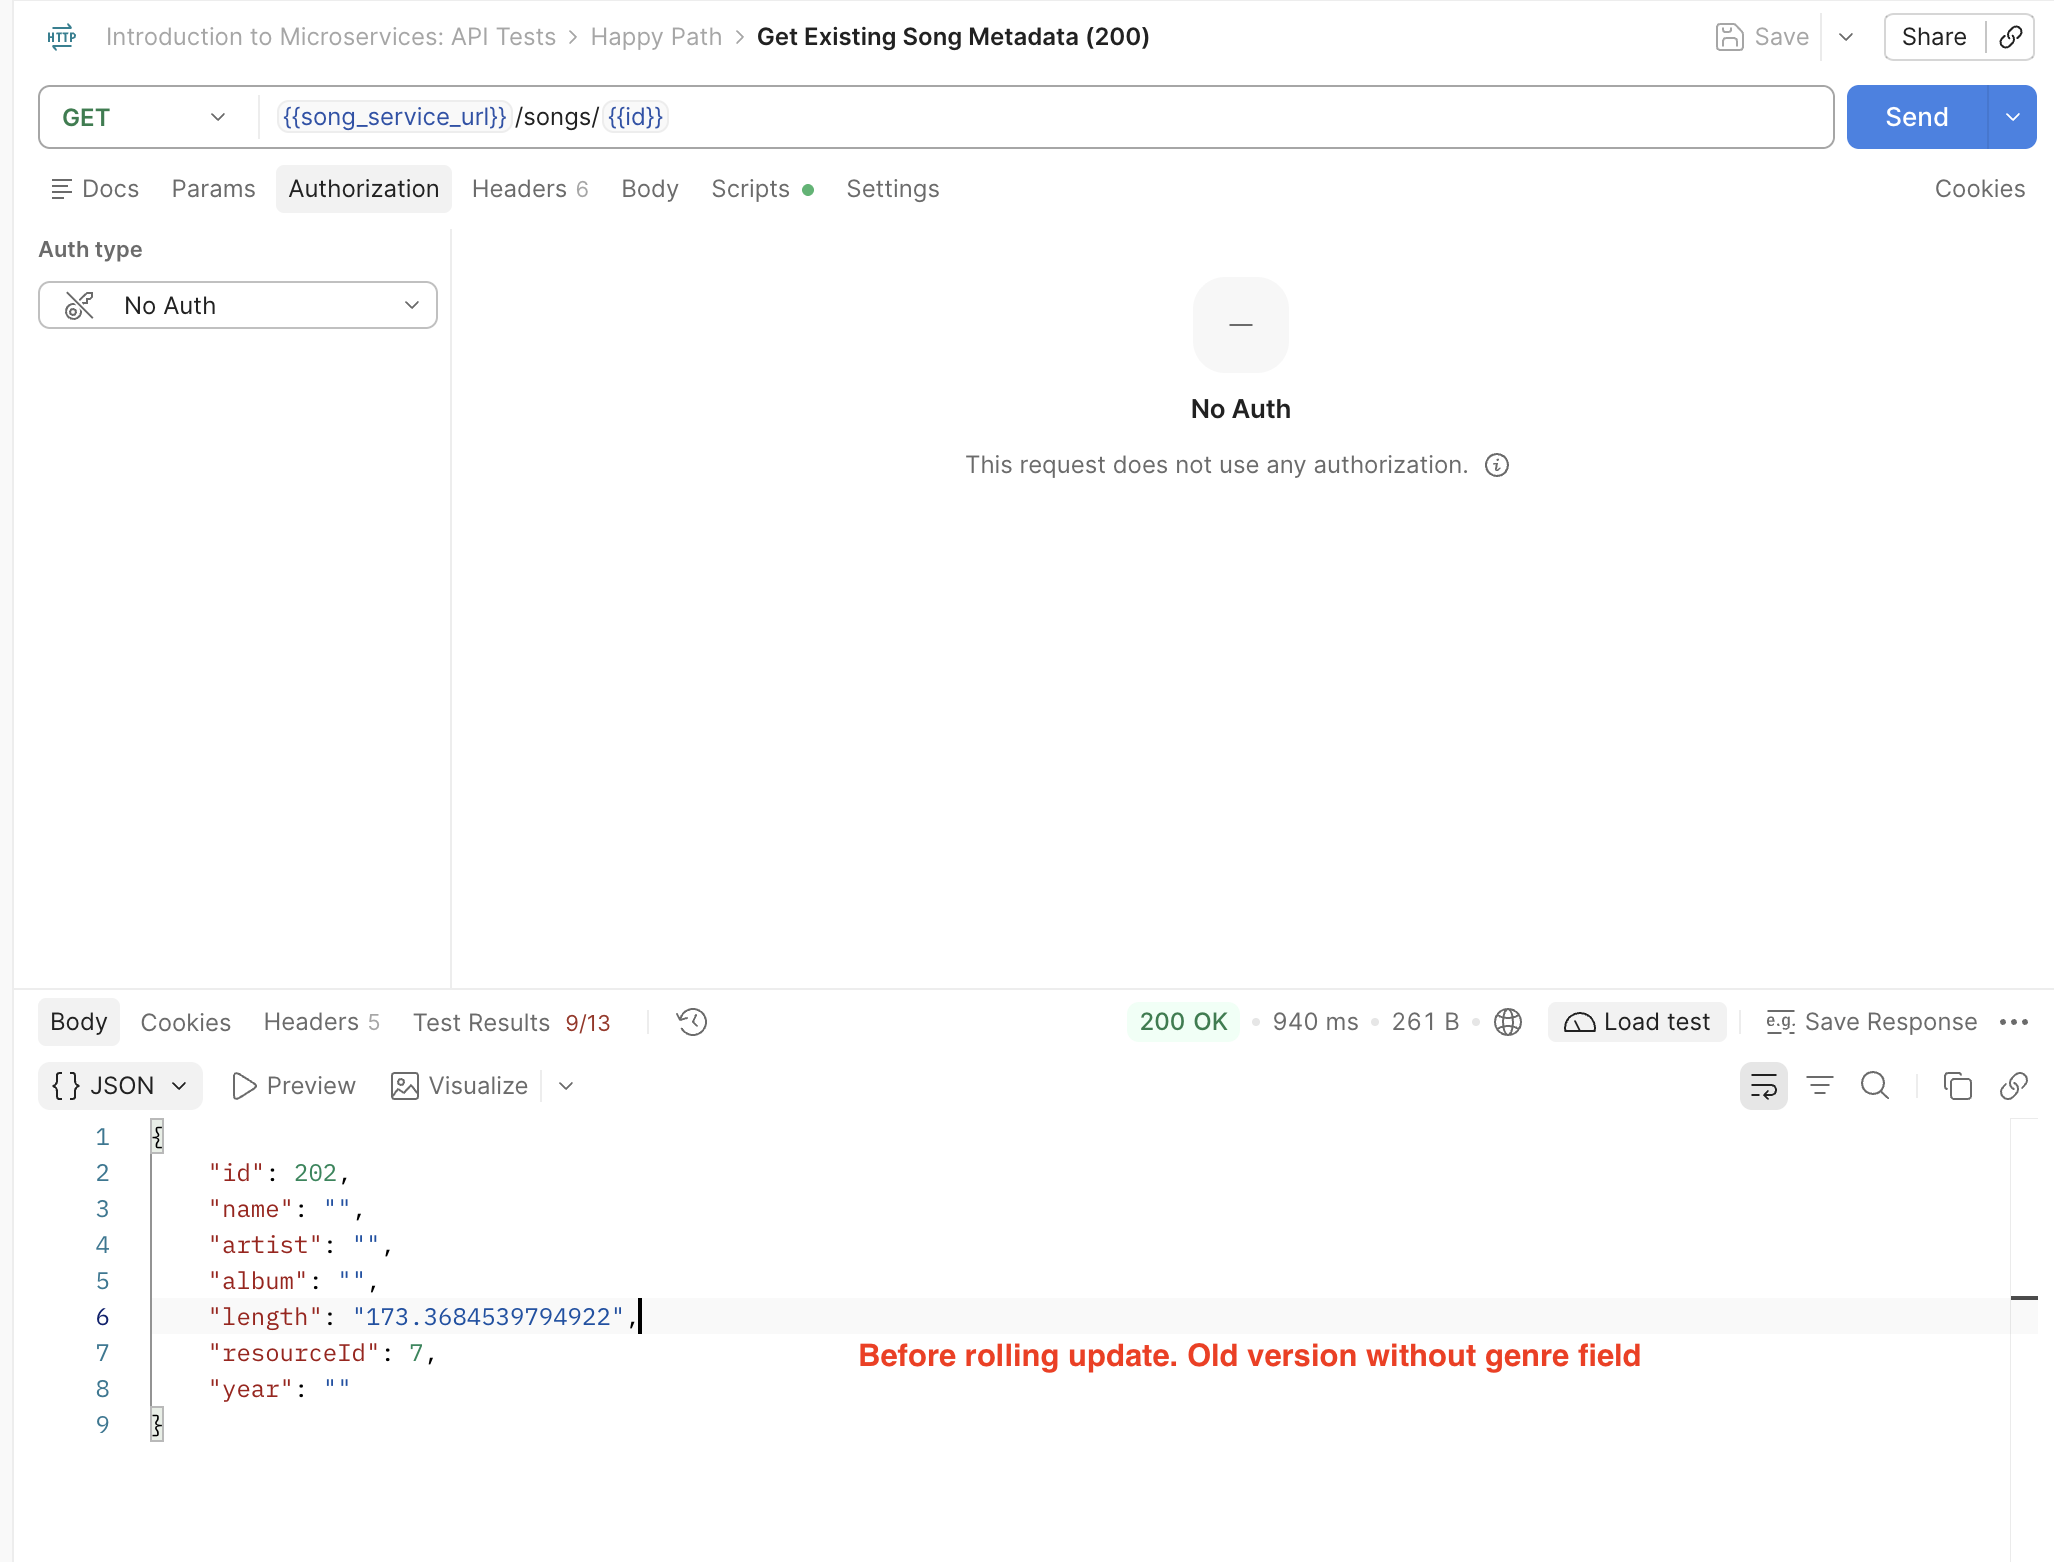 HTTP Introduction to Microservices: API Tests > Happy Path > Get Existing Song Metadata (200) Save Share
GET {{song_service_url}}/songs/{{id}} Send
Docs Params Authorization Headers 6 Body Scripts Settings Cookies
Auth type
No Auth
No Auth
This request does not use any authorization.
Body Cookies Headers 5 Test Results 9/13 200 OK • 940 ms • 261 B • Load test e.g. Save Response
{ } JSON Preview Visualize
1 {
2 "id": 202,
3 "name": "",
4 "artist": "",
5 "album": "",
6 "length": "173.3684539794922",
7 "resourceId": 7,
Before rolling update. Old version without genre field
8 "year": ""
9 }